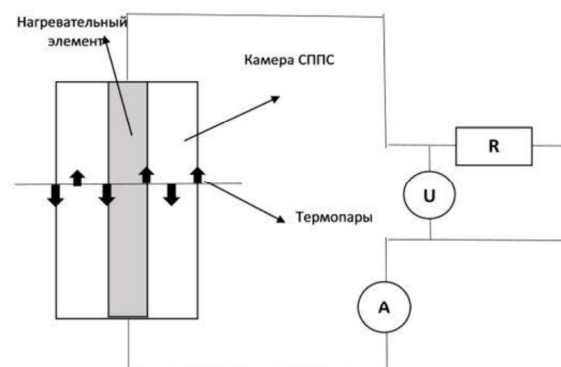 Нагревательный
элемент
Камера СППС
R
U
Термопары
A